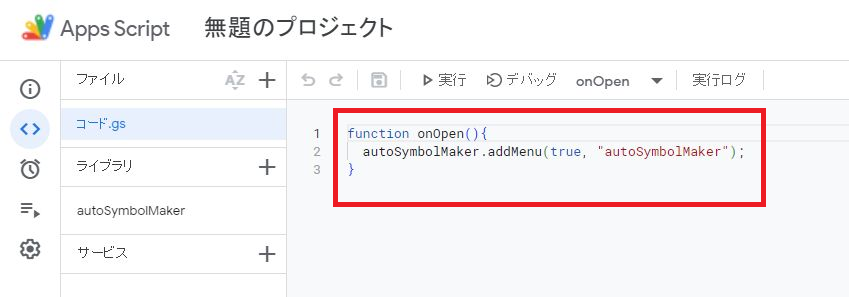 Apps Script 無題のプロジェクト
ファイル AZ
実行 デバッグ onOpen 実行ログ
コード.gs
ライブラリ
autoSymbolMaker
サービス
1 function onOpen(){
2 autoSymbolMaker.addMenu(true, "autoSymbolMaker");
3 }